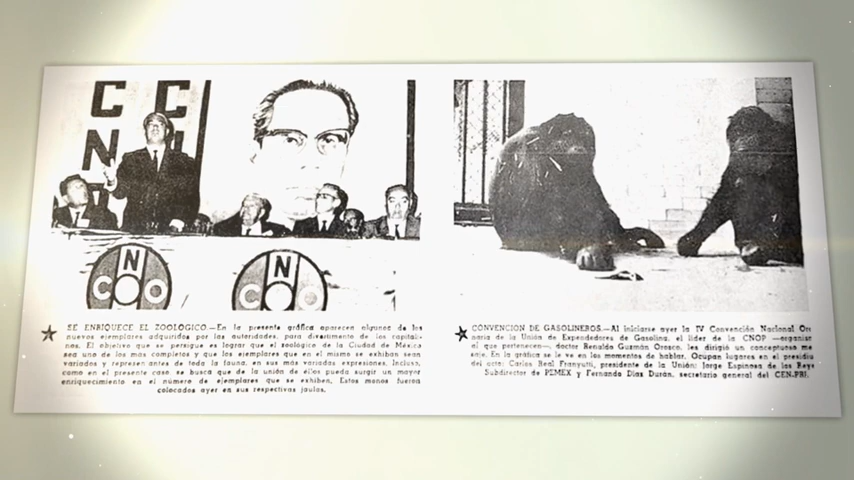 C C
N
N
C O
N
C O
SE ENRIQUECE EL ZOOLOGICO.—En la presente gráfica aparecen algunos de los
nuevos ejemplares adquiridos por las autoridades, para divertimento de los capitali-
nos. El objetivo que se persigue es lograr que el zoológico de la Ciudad de México
sea uno de los más completos y que los ejemplares que en el mismo se exhiban sean
variados y representantes de toda la fauna, en sus más variadas expresiones. Incluso,
como en el presente caso se busca que de la unión de ellos pueda surgir un mayor
enriquecimiento en el número de ejemplares que se exhiben. Estos monos fueron
colocados ayer en sus respectivas jaulas.
CONVENCION DE GASOLINEROS.—Al iniciarse ayer la IV Convención Nacional Or
naria de la Unión de Expendedores de Gasolina, el líder de la CNOP —organism
al que pertenecen—, doctor Renaldo Guzmán Orozco, les dirigió un conceptuoso me
saje. En la gráfica se le ve en los momentos de hablar. Ocupan lugares en el presidiu
del acto: Carlos Real Franyutti, presidente de la Unión; Jorge Espinosa de los Reys
Subdirector de PEMEX y Fernando Díaz Durán, secretario general del CEN-PRI.